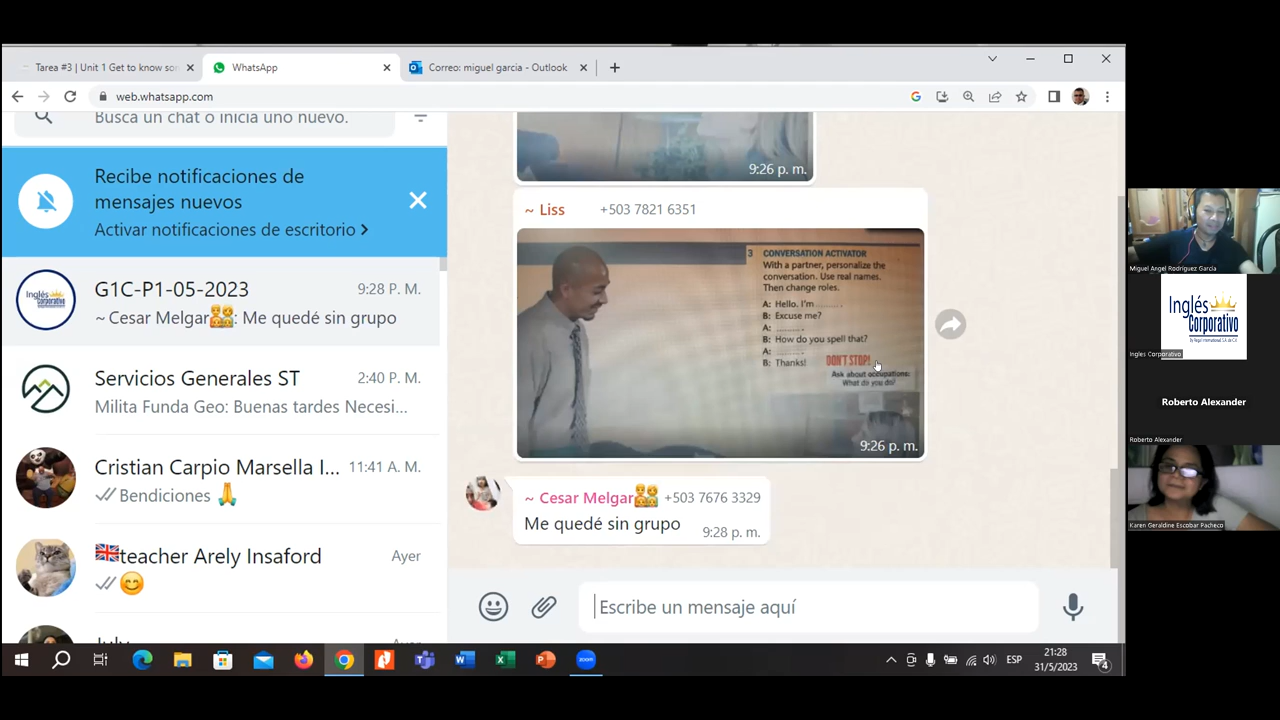 Tarea #3 | Unit 1 Get to know so
WhatsApp
Correo: miguel garcia - Outlook
web.whatsapp.com
Busca un chat o inicia uno nuevo.
Recibe notificaciones de
mensajes nuevos
Activar notificaciones de escritorio
G1C-P1-05-2023
9:28 P. M.
~ Cesar Melgar: Me quedé sin grupo
Servicios Generales ST
2:40 P. M.
Milita Funda Geo: Buenas tardes Necesi...
Cristian Carpio Marsella I...
11:41 A. M.
Bendiciones
teacher Arely Insaford
Ayer
July
Ayer
9:26 p. m.
~ Liss +503 7821 6351
3 CONVERSATION ACTIVATOR
With a partner, personalize the
conversation. Use real names.
Then change roles.
A: Hello. I'm ..........
B: Excuse me?
A: ..........
B: How do you spell that?
A: ..........
B: Thanks!
DON'T STOP!
Ask about occupations:
What do you do?
9:26 p. m.
~ Cesar Melgar +503 7676 3329
Me quedé sin grupo
9:28 p. m.
Escribe un mensaje aquí
ESP
21:28
31/5/2023
4
zoom
Miguel Angel Rodriguez Garcia
Inglés
Corporativo
Ingles Corporativo
Roberto Alexander
Roberto Alexander
Karen Geraldine Escobar Pacheco